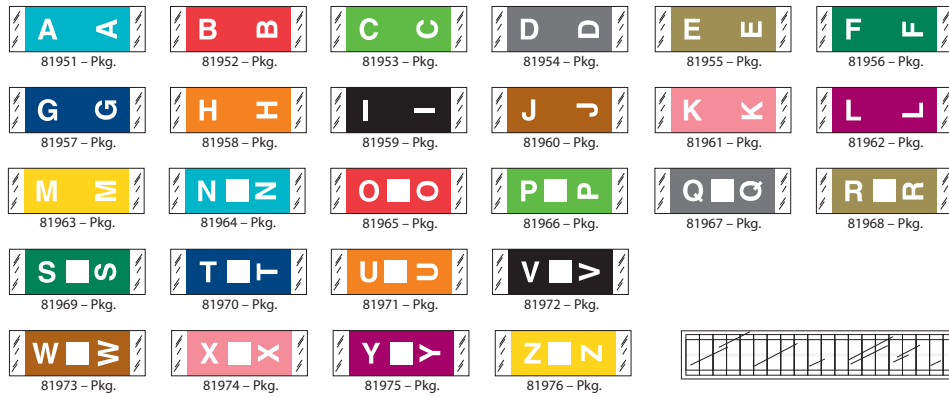 A A B B C C D D E E F F
81951 – Pkg. 81952 – Pkg. 81953 – Pkg. 81954 – Pkg. 81955 – Pkg. 81956 – Pkg.
G G H H I I J J K K L L
81957 – Pkg. 81958 – Pkg. 81959 – Pkg. 81960 – Pkg. 81961 – Pkg. 81962 – Pkg.
M M N N O O P P Q Q R R
81963 – Pkg. 81964 – Pkg. 81965 – Pkg. 81966 – Pkg. 81967 – Pkg. 81968 – Pkg.
S S T T U U V V
81969 – Pkg. 81970 – Pkg. 81971 – Pkg. 81972 – Pkg.
W W X X Y Y Z Z
81973 – Pkg. 81974 – Pkg. 81975 – Pkg. 81976 – Pkg.